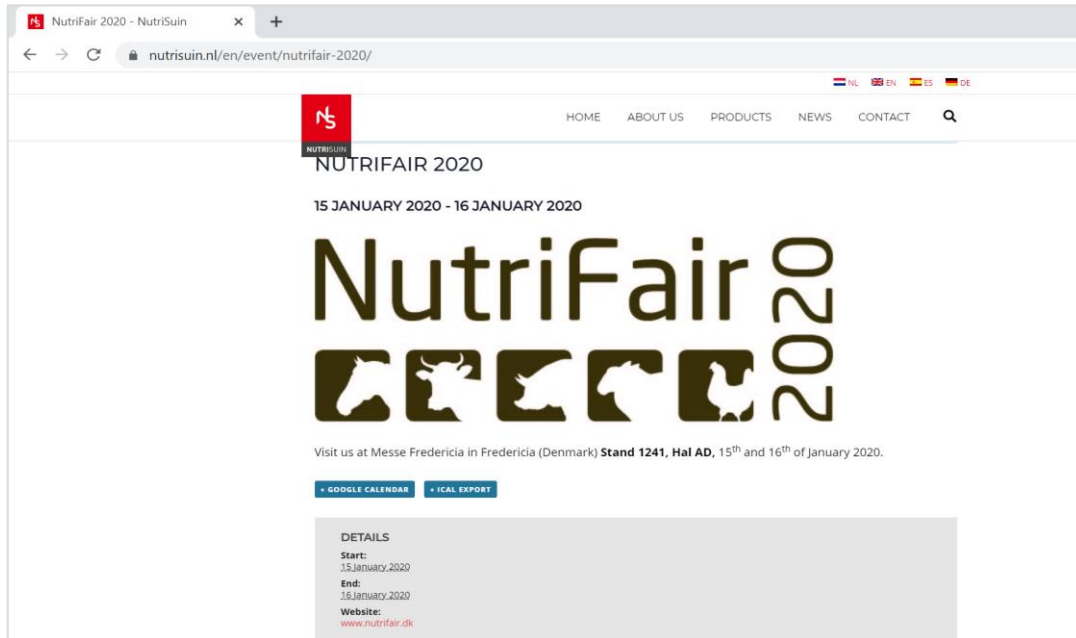 NutriFair 2020 - NutriSuin
nutrisuin.nl/en/event/nutrifair-2020/
NL EN ES DE
NS
NUTRISUIN
HOME ABOUT US PRODUCTS NEWS CONTACT
NUTRIFAIR 2020
15 JANUARY 2020 - 16 JANUARY 2020
NutriFair 2020
Visit us at Messe Fredericia in Fredericia (Denmark) Stand 1241, Hal AD, 15th and 16th of January 2020.
+ GOOGLE CALENDAR + ICAL EXPORT
DETAILS
Start:
15 January 2020
End:
16 January 2020
Website:
www.nutrifair.dk